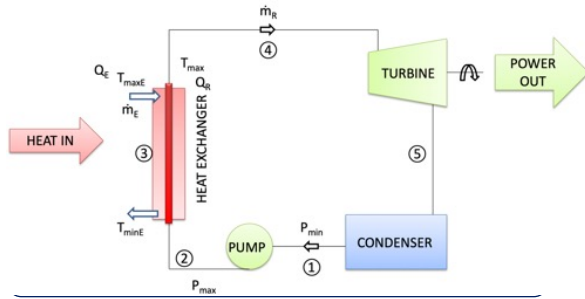 ṁR
④
Tmax
QE
TmaxE
QR
ṁE
TURBINE
POWER
OUT
HEAT IN
③
HEAT EXCHANGER
⑤
TminE
Pmin
PUMP
CONDENSER
②
①
Pmax